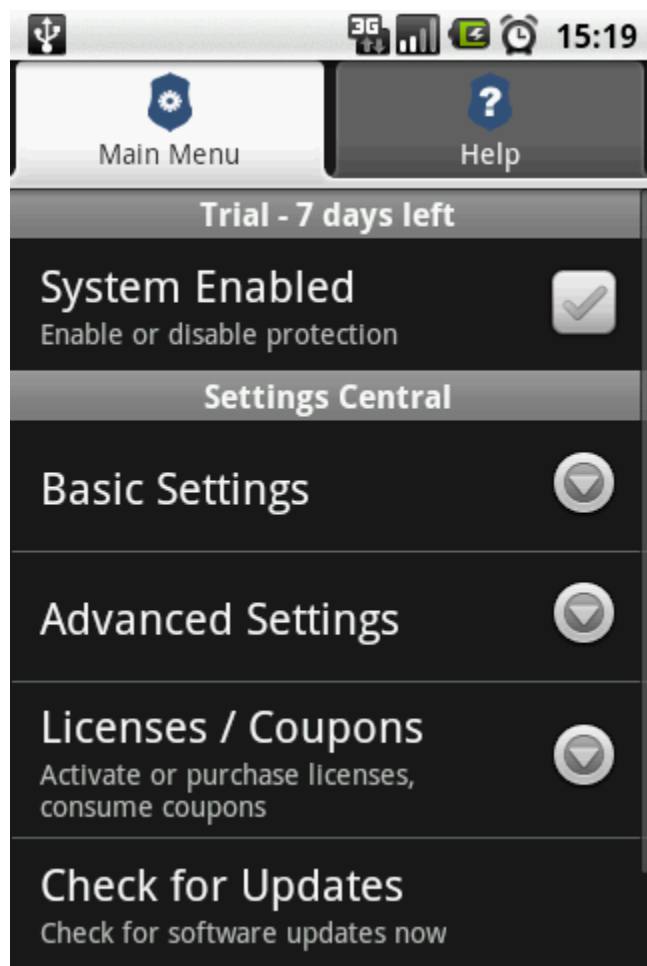 3G 15:19
Main Menu Help
Trial - 7 days left
System Enabled
Enable or disable protection
Settings Central
Basic Settings
Advanced Settings
Licenses / Coupons
Activate or purchase licenses,
consume coupons
Check for Updates
Check for software updates now